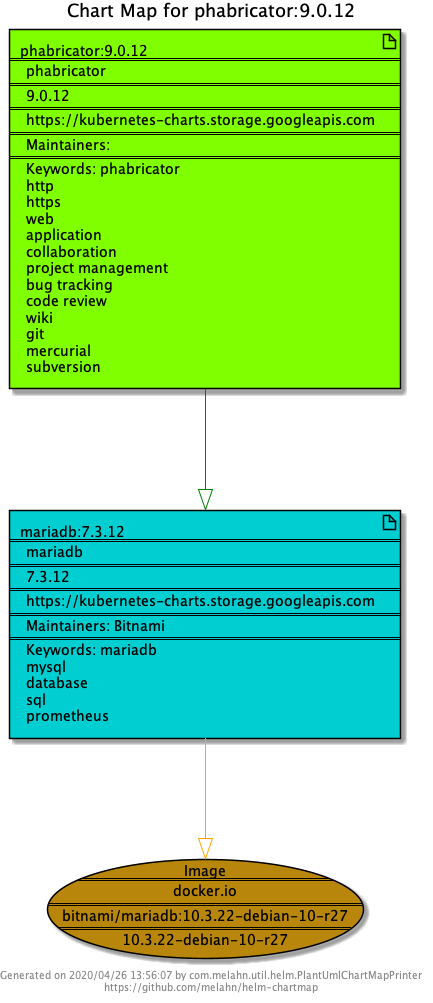 Chart Map for phabricator:9.0.12
phabricator:9.0.12
phabricator
9.0.12
https://kubernetes-charts.storage.googleapis.com
Maintainers:
Keywords: phabricator
http
https
web
application
collaboration
project management
bug tracking
code review
wiki
git
mercurial
subversion
mariadb:7.3.12
mariadb
7.3.12
https://kubernetes-charts.storage.googleapis.com
Maintainers: Bitnami
Keywords: mariadb
mysql
database
sql
prometheus
Image
docker.io
bitnami/mariadb:10.3.22-debian-10-r27
10.3.22-debian-10-r27
Generated on 2020/04/26 13:56:07 by com.melahn.util.helm.PlantUmlChartMapPrinter
https://github.com/melahn/helm-chartmap